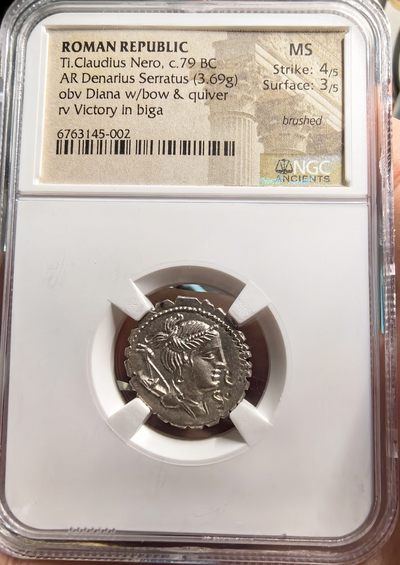 ROMAN REPUBLIC
Ti.Claudius Nero, c.79 BC
AR Denarius Serratus (3,69g)
obv Diana w/bow & quiver
rv Victory in biga
6763145-002
MS
Strike: 4/5
Surface: 3/5
brushed
NGC
ANCIENTS
S C